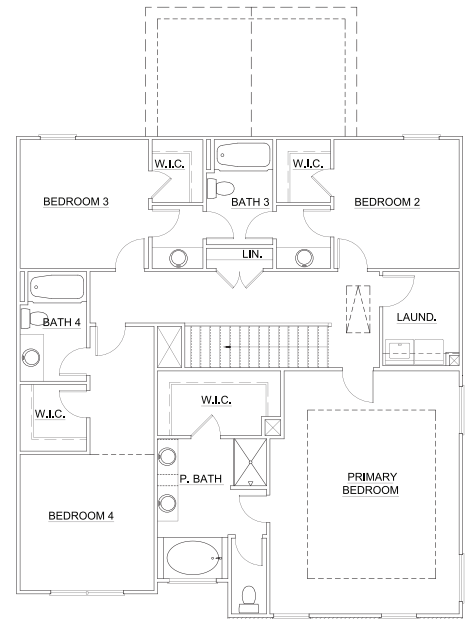 W.I.C.
W.I.C.
BEDROOM 3
BATH 3
BEDROOM 2
LIN.
BATH 4
LAUND.
W.I.C.
W.I.C.
P. BATH
PRIMARY
BEDROOM
BEDROOM 4